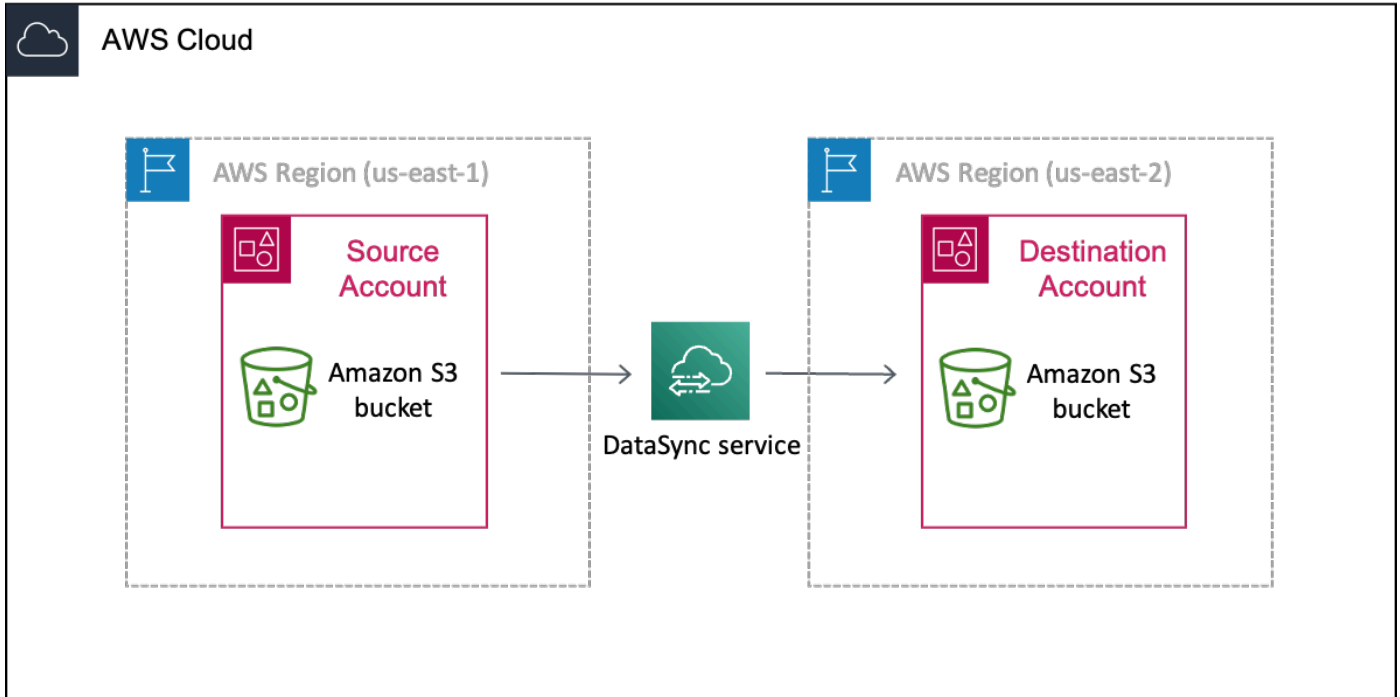 AWS Cloud
AWS Region (us-east-1)
Source
Account
Amazon S3
bucket
DataSync service
AWS Region (us-east-2)
Destination
Account
Amazon S3
bucket